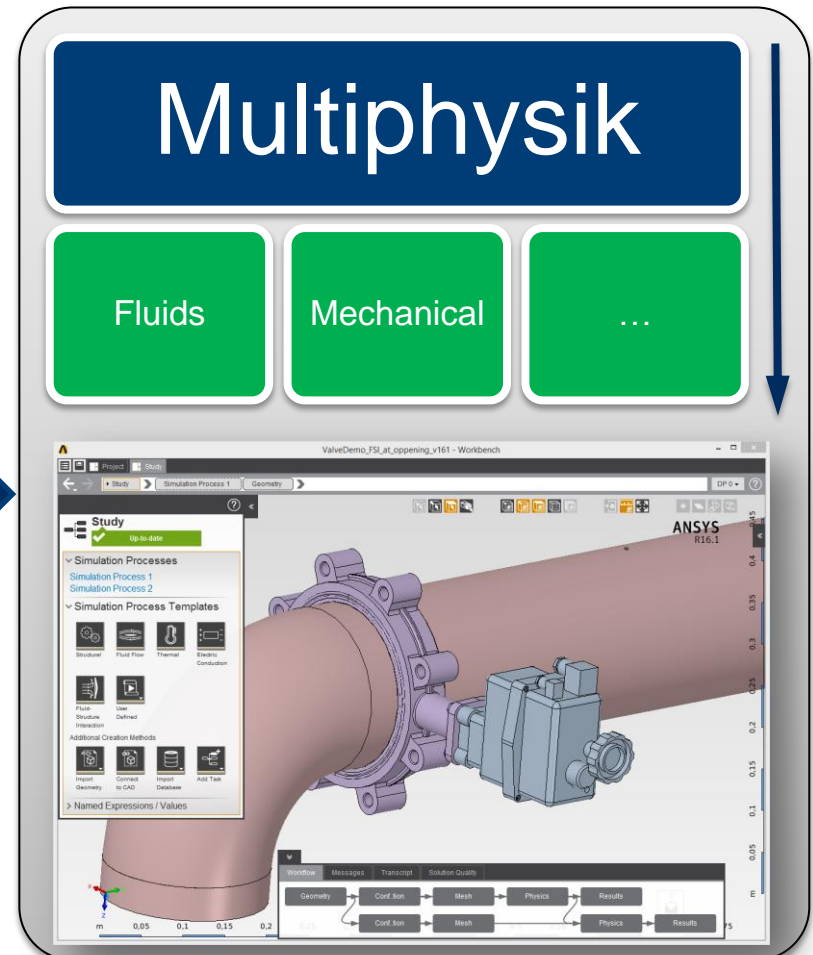 Multiphysik
Fluids
Mechanical
…
ValveDemo_FSI_at_oppening_v161 - Workbench
Project
Study
Study
Simulation Process 1
Geometry
DP 0
Study
Up-to-date
Simulation Processes
Simulation Process 1
Simulation Process 2
Simulation Process Templates
Structural
Fluid Flow
Thermal
Electric
Conduction
Fluid-
Structure
Interaction
User
Defined
Additional Creation Methods
Import
Geometry
Connect
to CAD
Import
Database
Add Task
Named Expressions / Values
ANSYS
R16.1
0,45
0,4
0,35
0,3
0,25
0,2
0,15
0,1
0,05
m
Workflow
Messages
Transcript
Solution Quality
Geometry
Conf..tion
Mesh
Physics
Results
Conf..tion
Mesh
Physics
Results
Z
m
0,05
0,1
0,15
0,2